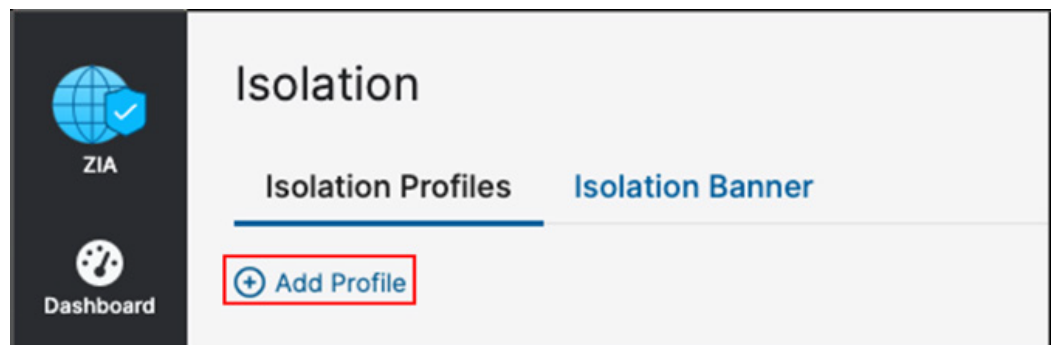 Isolation
ZIA
Isolation Profiles
Isolation Banner
Add Profile
Dashboard